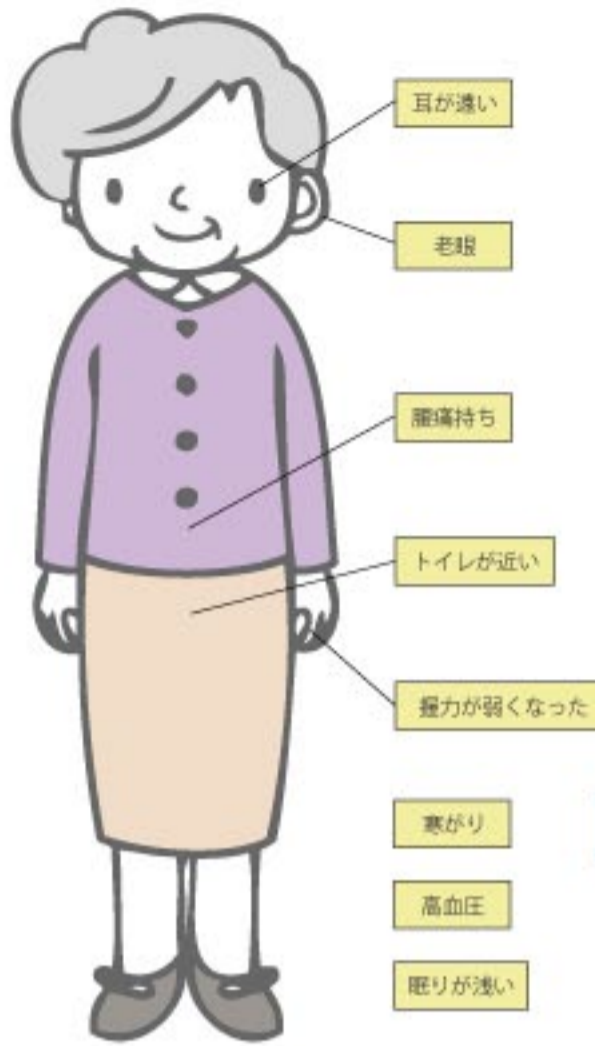 耳が遠い
老眼
腰痛持ち
トイレが近い
握力が弱くなった
寒がり
高血圧
眠りが浅い